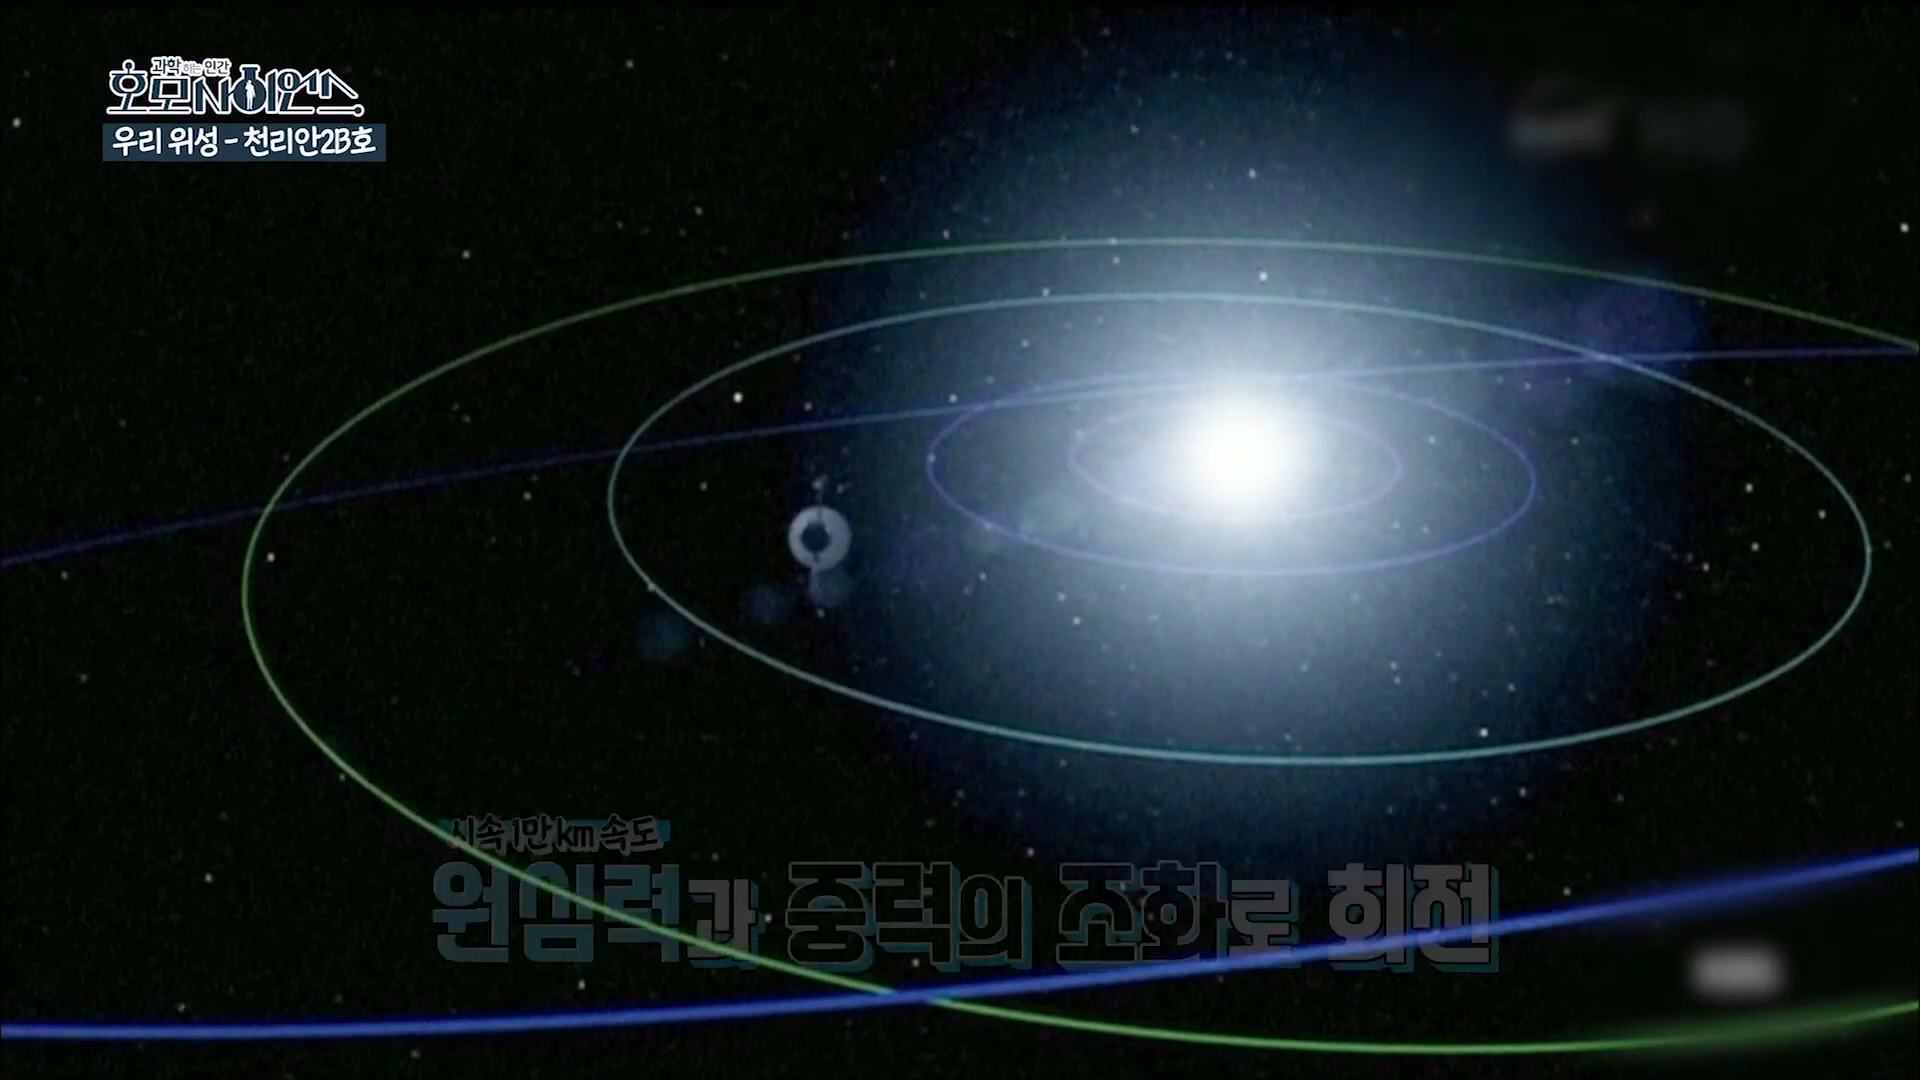 과학하는 인간
호모사이언스
우리 위성 - 천리안2B호
시속 1만 km 속도
원심력과 중력의 조화로 회전